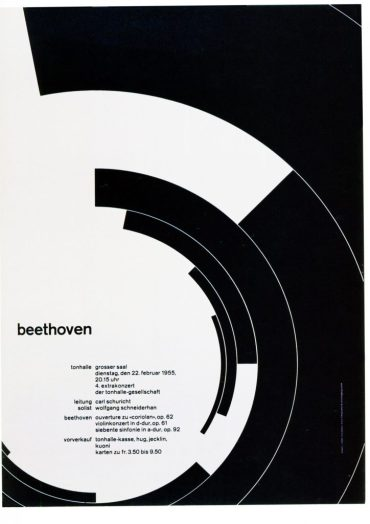 beethoven
tonhalle grosser saal
dienstag, den 22. februar 1955,
20.15 uhr
4. extrakonzert
der tonhalle-gesellschaft
leitung carl schuricht
solist wolfgang schneiderhan
beethoven ouverture zu «coriolan», op. 62
violinkonzert in d-dur, op. 61
siebente sinfonie in a-dur, op. 92
vorverkauf tonhalle-kasse, hug, jecklin,
kuoni
karten zu fr. 3.50 bis 9.50